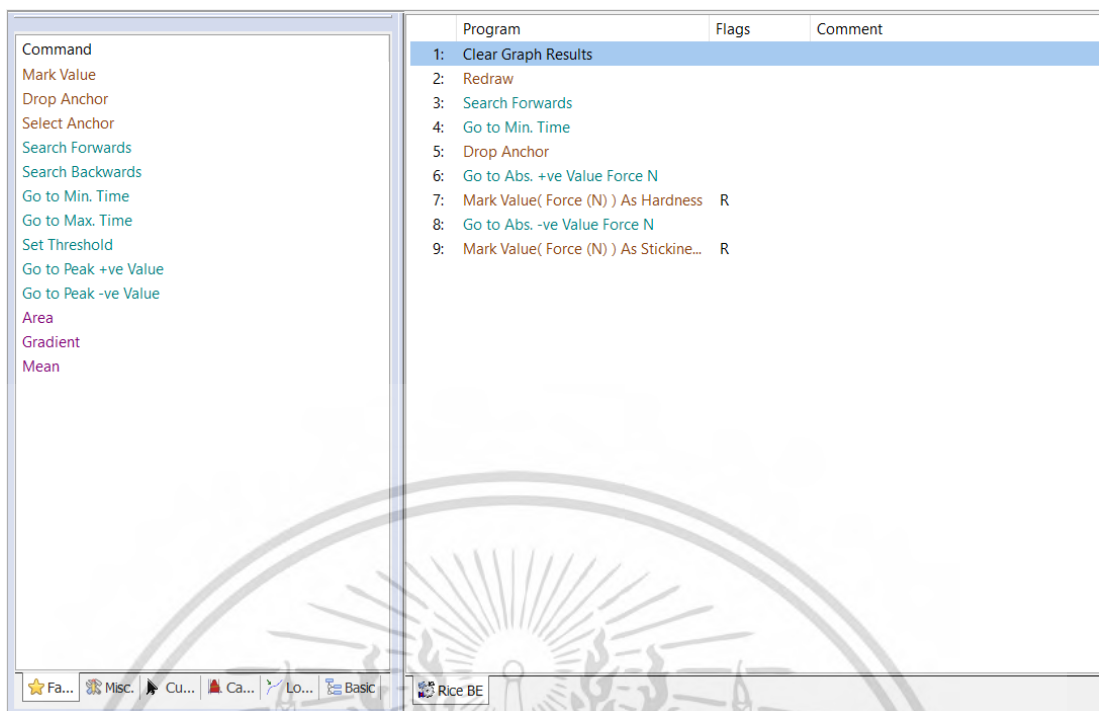 Command
Mark Value
Drop Anchor
Select Anchor
Search Forwards
Search Backwards
Go to Min. Time
Go to Max. Time
Set Threshold
Go to Peak +ve Value
Go to Peak -ve Value
Area
Gradient
Mean
Fa... Misc. Cu... Ca... Lo... Basic
Program Flags Comment
1: Clear Graph Results
2: Redraw
3: Search Forwards
4: Go to Min. Time
5: Drop Anchor
6: Go to Abs. +ve Value Force N
7: Mark Value( Force (N) ) As Hardness R
8: Go to Abs. -ve Value Force N
9: Mark Value( Force (N) ) As Stickine... R
Rice BE